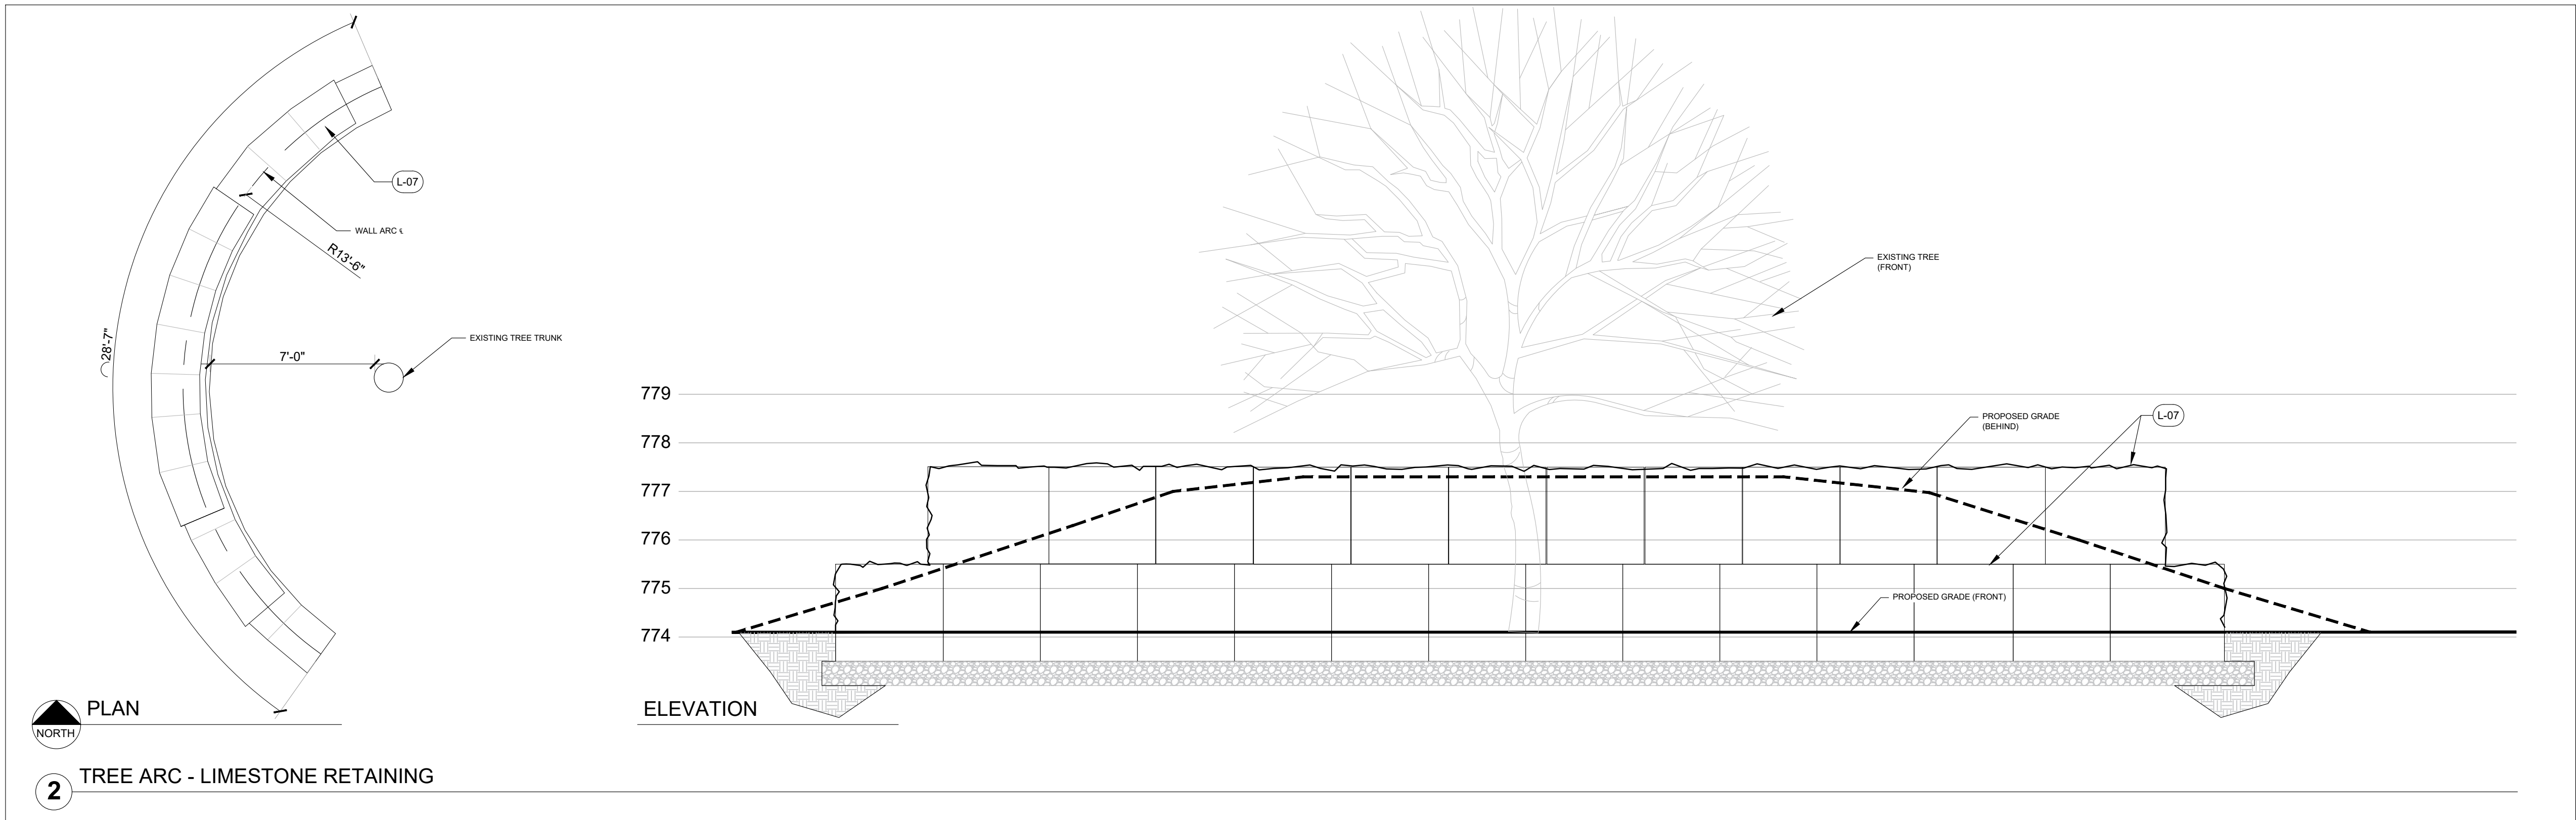 L-07
WALL ARC ℄
R13'-6"
28'-7"
7'-0"
EXISTING TREE TRUNK
PLAN
NORTH
EXISTING TREE
(FRONT)
779
778
777
776
775
774
PROPOSED GRADE
(BEHIND)
L-07
PROPOSED GRADE (FRONT)
ELEVATION
2
TREE ARC - LIMESTONE RETAINING